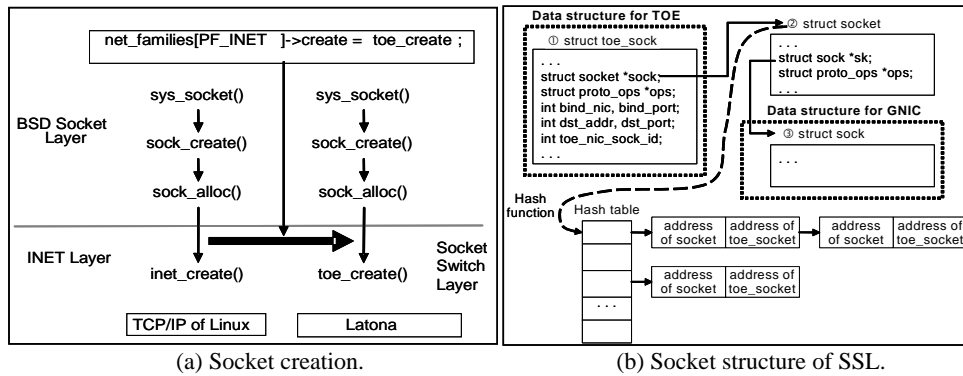 net_families[PF_INET ]->create = toe_create ;
sys_socket()
sys_socket()
BSD Socket
Layer
sock_create()
sock_create()
sock_alloc()
sock_alloc()
INET Layer
Socket
Switch
Layer
inet_create()
toe_create()
TCP/IP of Linux
Latona
(a) Socket creation.
Data structure for TOE
① struct toe_sock
. . .
struct socket *sock;
struct proto_ops *ops;
int bind_nic, bind_port;
int dst_addr, dst_port;
int toe_nic_sock_id;
. . .
② struct socket
. . .
struct sock *sk;
struct proto_ops *ops;
. . .
Data structure for GNIC
③ struct sock
. . .
Hash
function
Hash table
address
of socket
address of
toe_socket
address
of socket
address of
toe_socket
address
of socket
address of
toe_socket
. . .
(b) Socket structure of SSL.